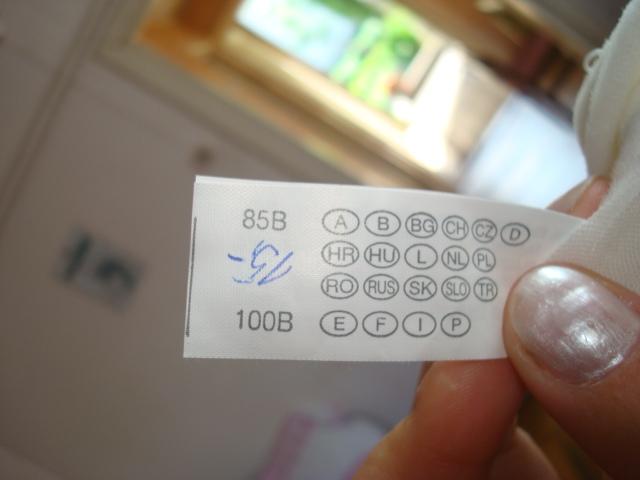 85B A B BG CH CZ D
HR HU L NL PL
RO RUS SK SLO TR
100B E F I P